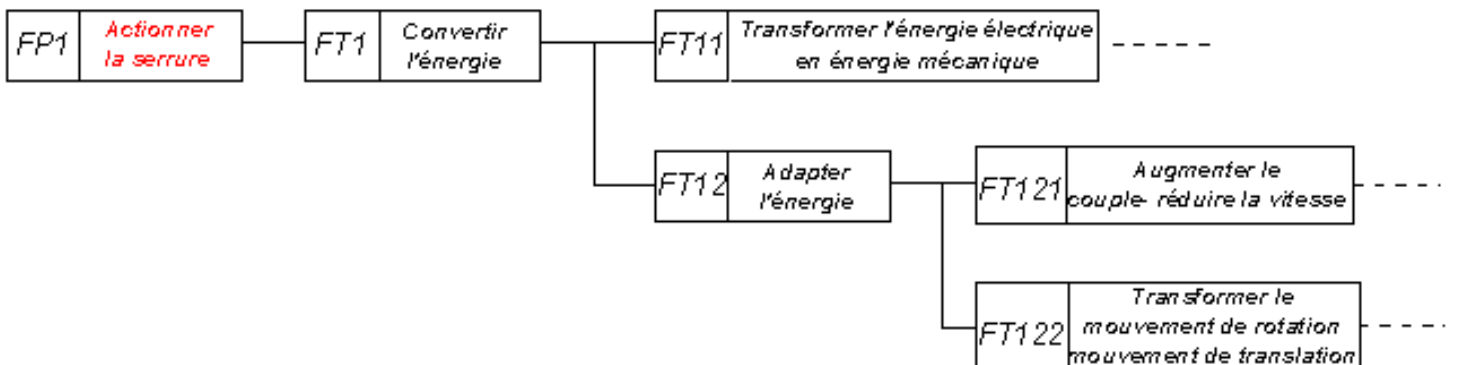 FP1
Actionner
la serrure
FT1
Convertir
l'énergie
FT11
Transformer l'énergie électrique
en énergie mécanique
FT12
Adapter
l'énergie
FT121
Augmenter le
couple- réduire la vitesse
FT122
Transformer le
mouvement de rotation
mouvement de translation